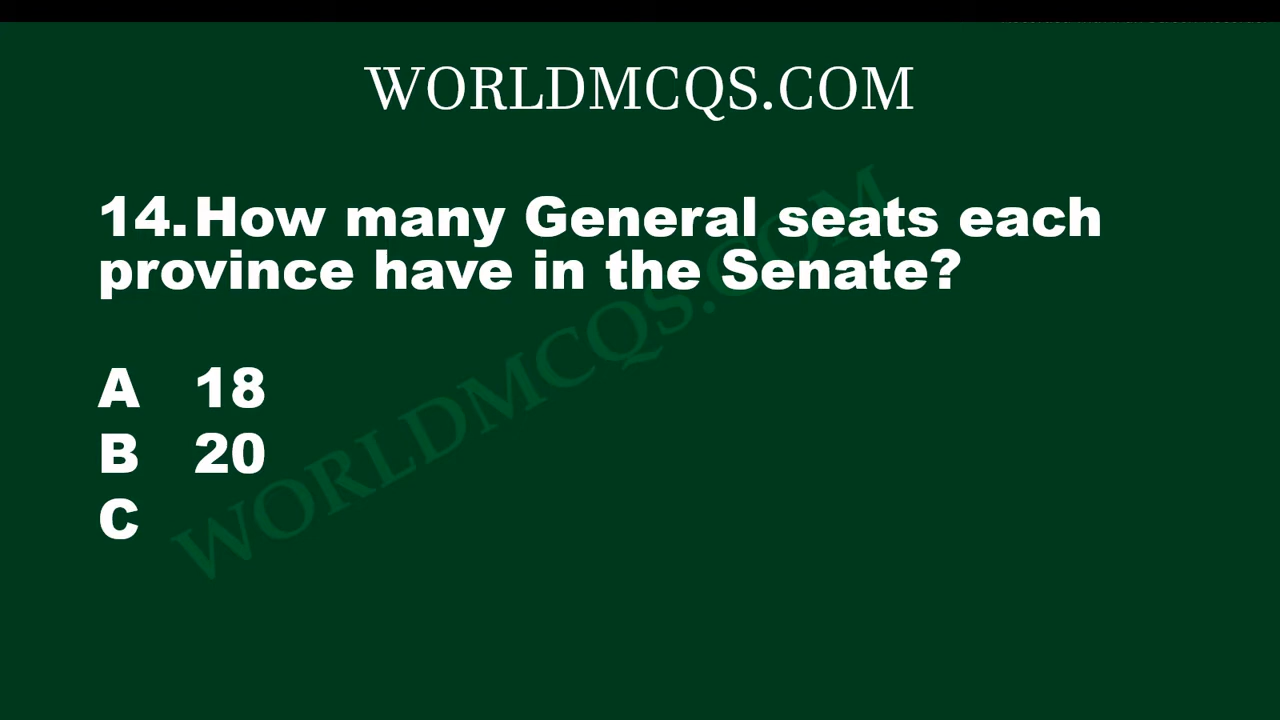 WORLDMCQS.COM
14. How many General seats each
province have in the Senate?
A 18
B 20
C
WORLDMCQS.COM